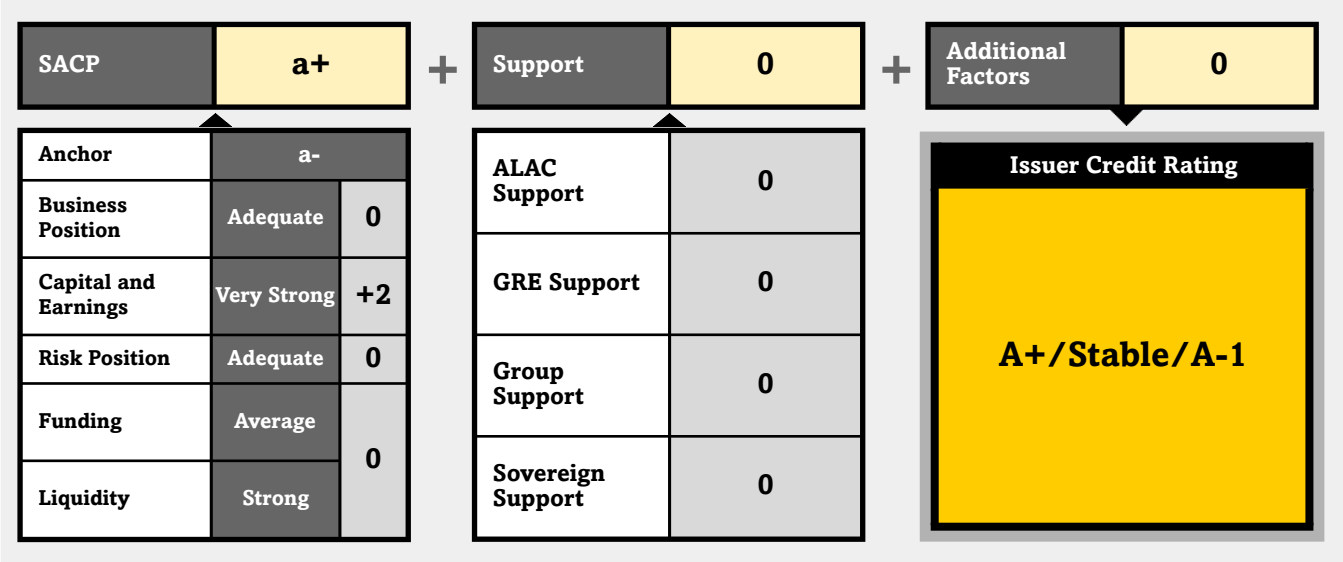 SACP
a+
+
Support
0
+
Additional
Factors
0
Anchor
a-
Business
Position
Adequate
0
Capital and
Earnings
Very Strong
+2
Risk Position
Adequate
0
Funding
Average
Liquidity
Strong
0
ALAC
Support
0
GRE Support
0
Group
Support
0
Sovereign
Support
0
Issuer Credit Rating
A+/Stable/A-1